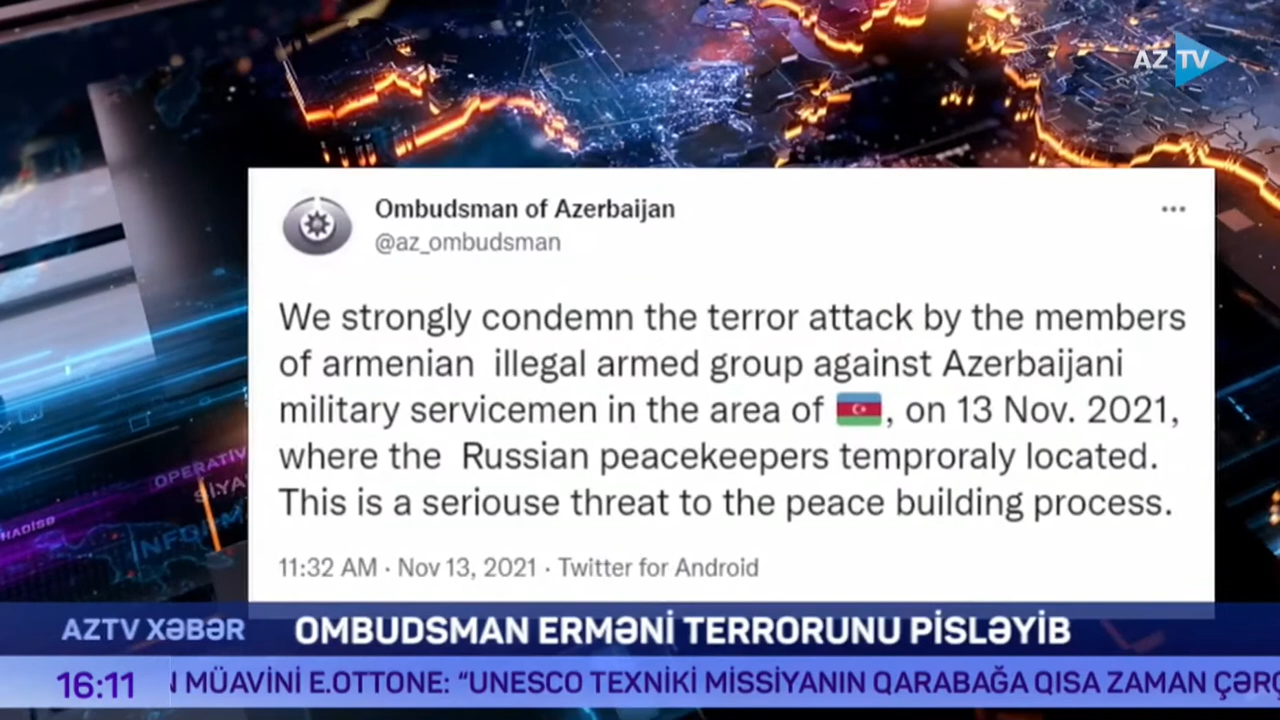 AZ TV
Ombudsman of Azerbaijan
@az_ombudsman
We strongly condemn the terror attack by the members
of armenian illegal armed group against Azerbaijani
military servicemen in the area of 🇦🇿, on 13 Nov. 2021,
where the Russian peacekeepers temproraly located.
This is a seriouse threat to the peace building process.
11:32 AM · Nov 13, 2021 · Twitter for Android
OPERATİV
HADİSƏ
AZTV XƏBƏR
OMBUDSMAN ERMƏNİ TERRORUNU PİSLƏYİB
16:11
MÜAVİNİ E.OTTONE: “UNESCO TEXNİKİ MİSSİYANIN QARABAĞA QISA ZAMAN